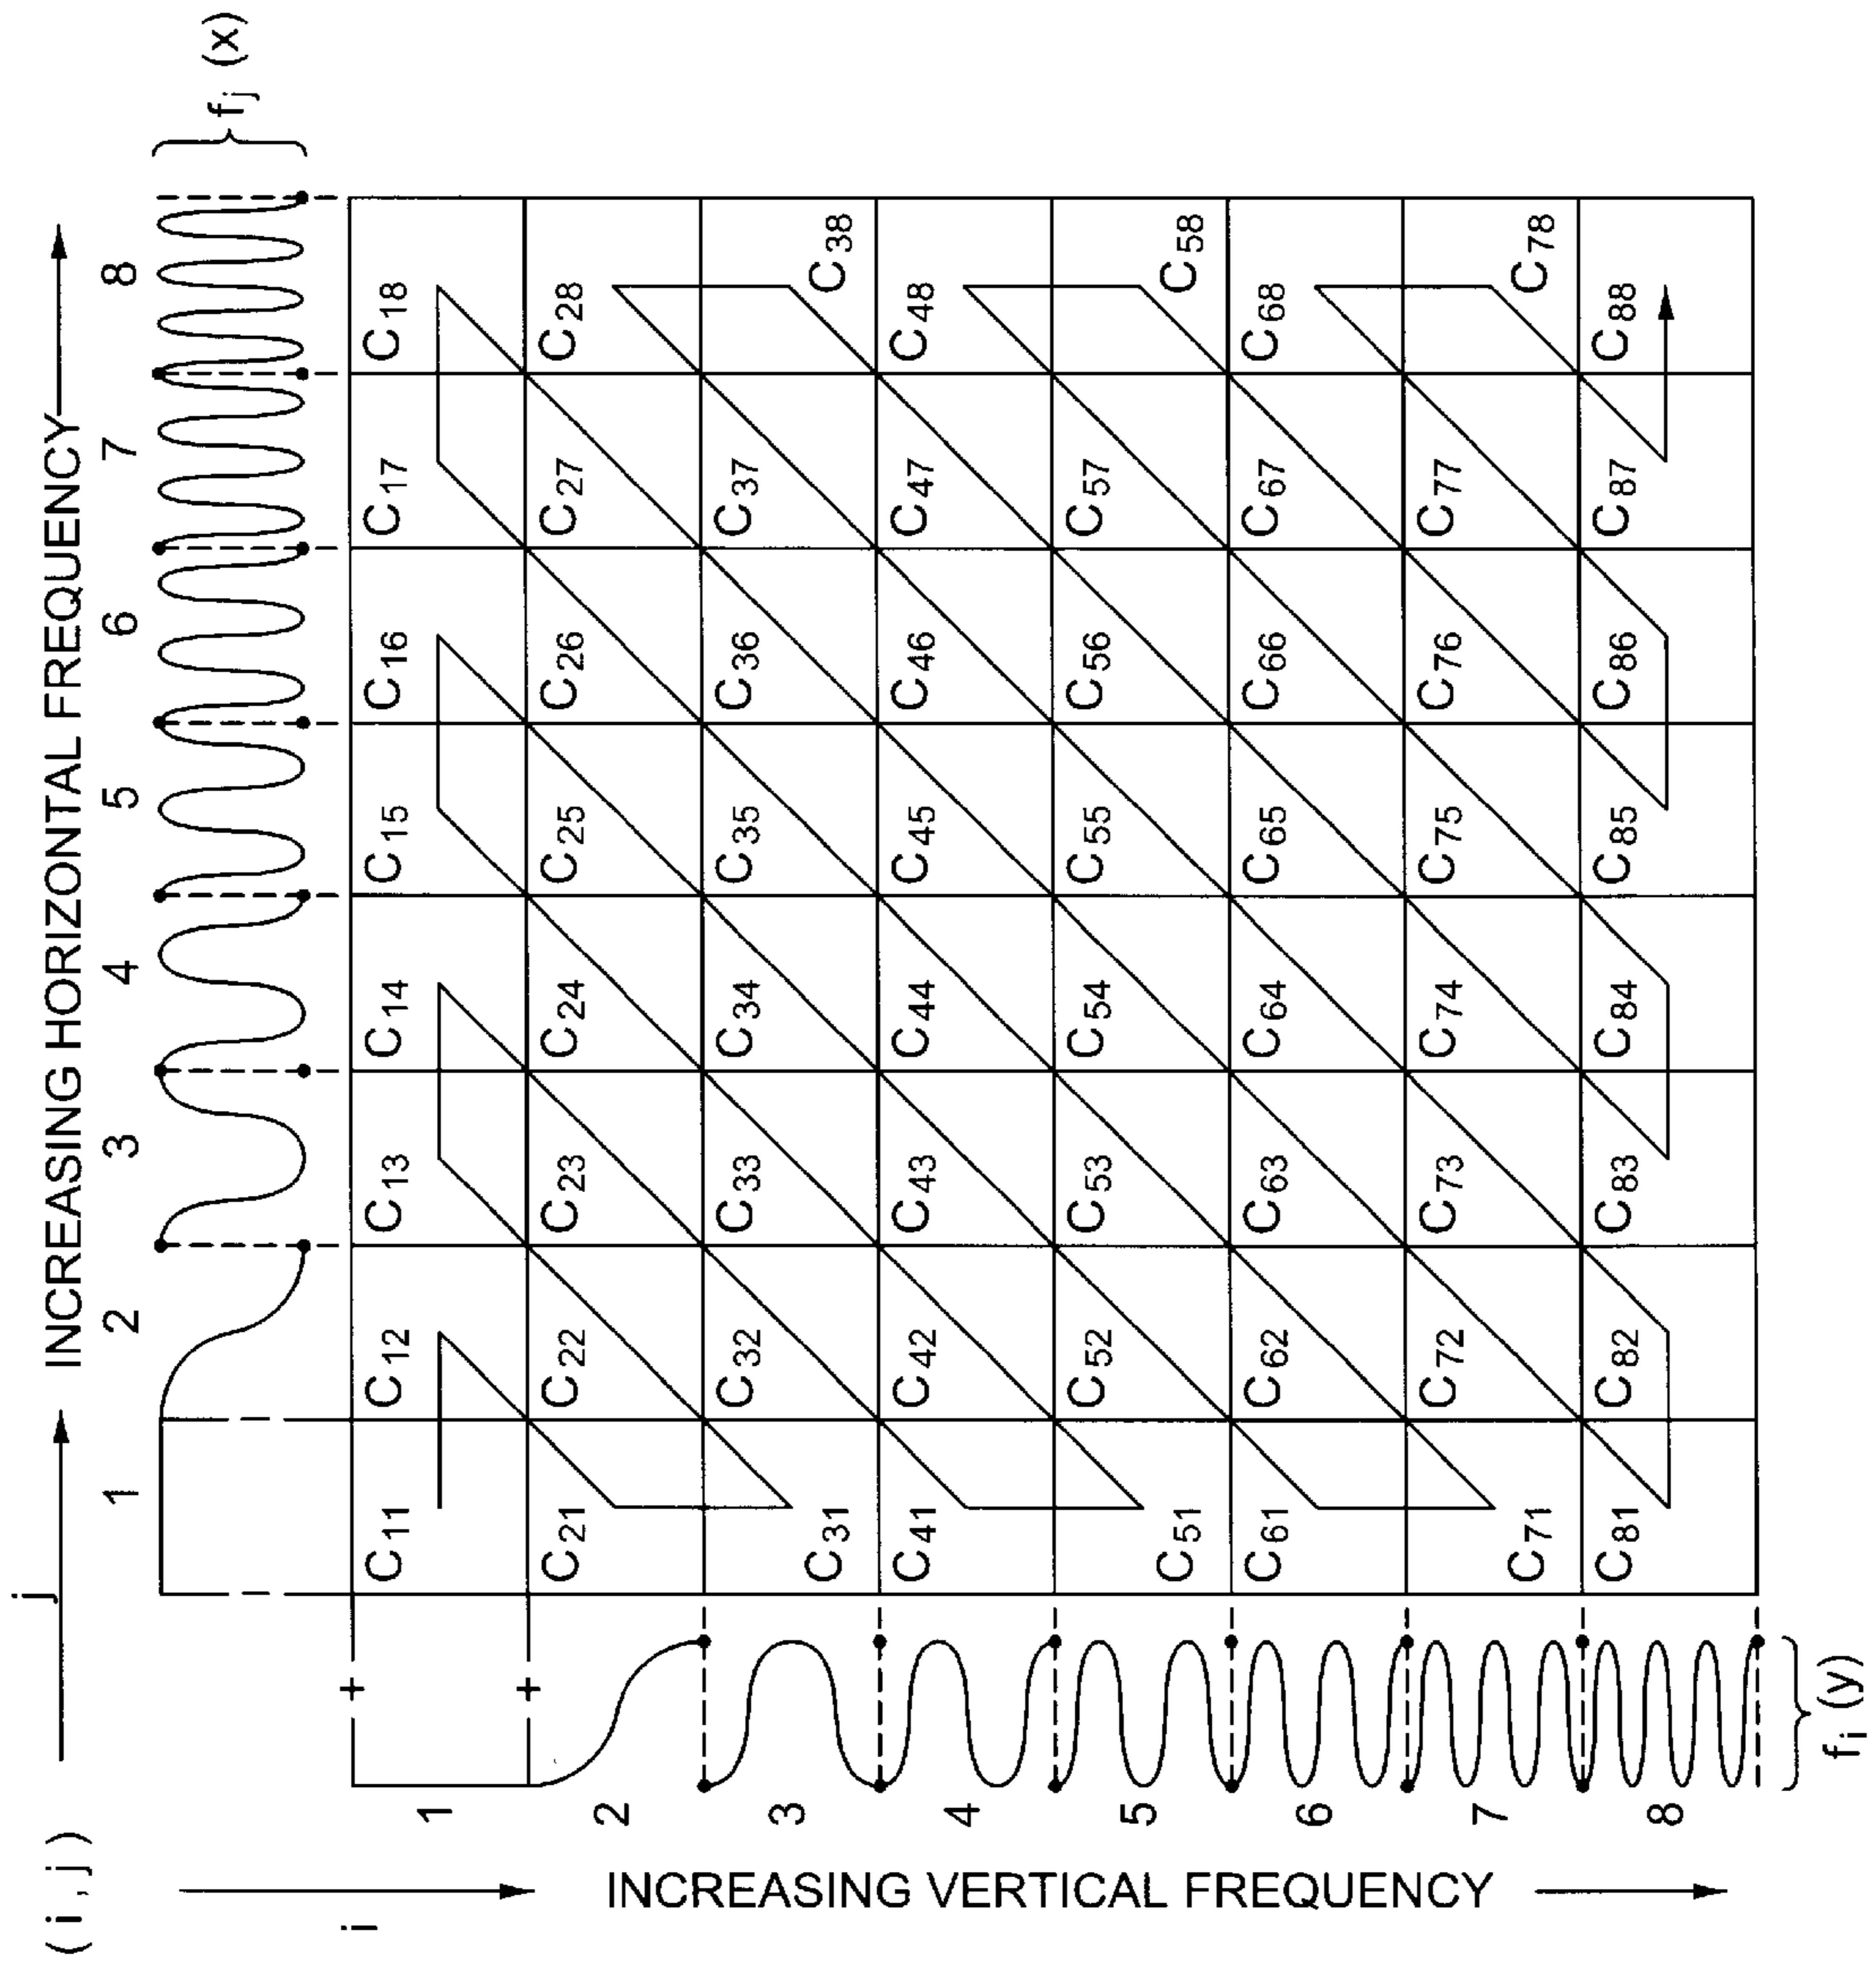 ( i , j )
j
INCREASING HORIZONTAL FREQUENCY
1 2 3 4 5 6 7 8
f j (x)
i
INCREASING VERTICAL FREQUENCY
+ +
1 C11 C12 C13 C14 C15 C16 C17 C18
2 C21 C22 C23 C24 C25 C26 C27 C28
3 C31 C32 C33 C34 C35 C36 C37 C38
4 C41 C42 C43 C44 C45 C46 C47 C48
5 C51 C52 C53 C54 C55 C56 C57 C58
6 C61 C62 C63 C64 C65 C66 C67 C68
7 C71 C72 C73 C74 C75 C76 C77 C78
8 C81 C82 C83 C84 C85 C86 C87 C88
f i (y)